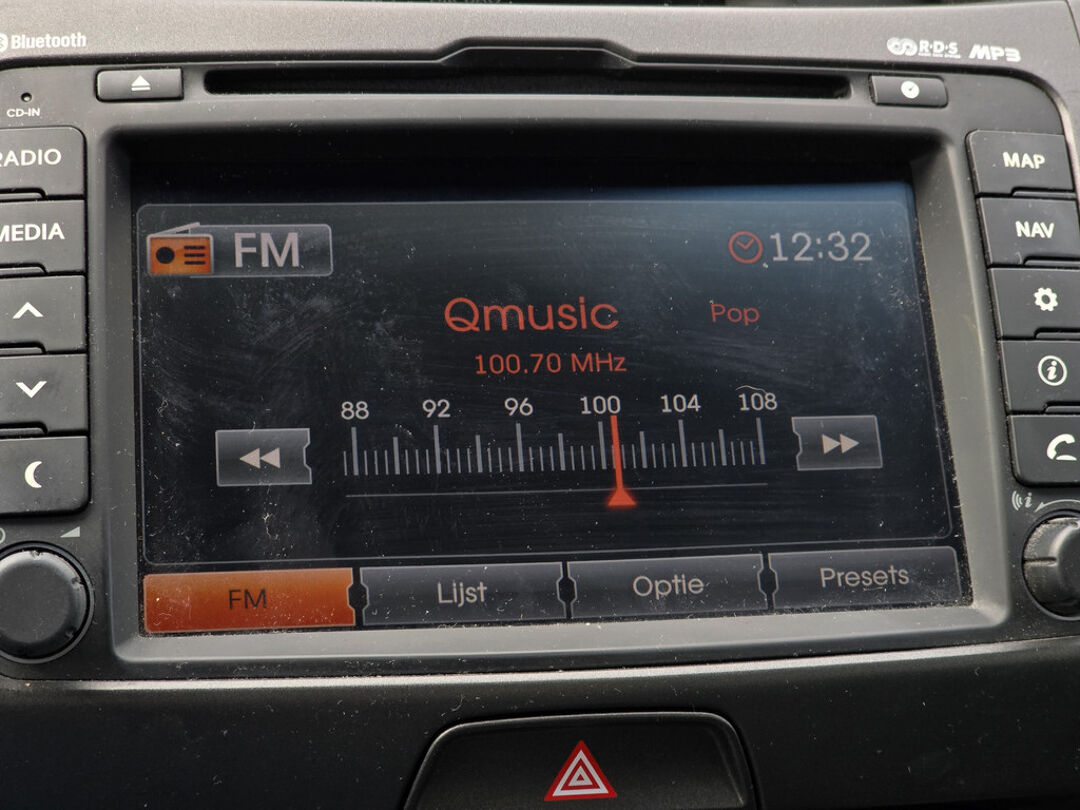 Bluetooth
R·D·S MP3
CD-IN
RADIO
MEDIA
MAP
NAV
FM
12:32
Qmusic Pop
100.70 MHz
88 92 96 100 104 108
FM Lijst Optie Presets